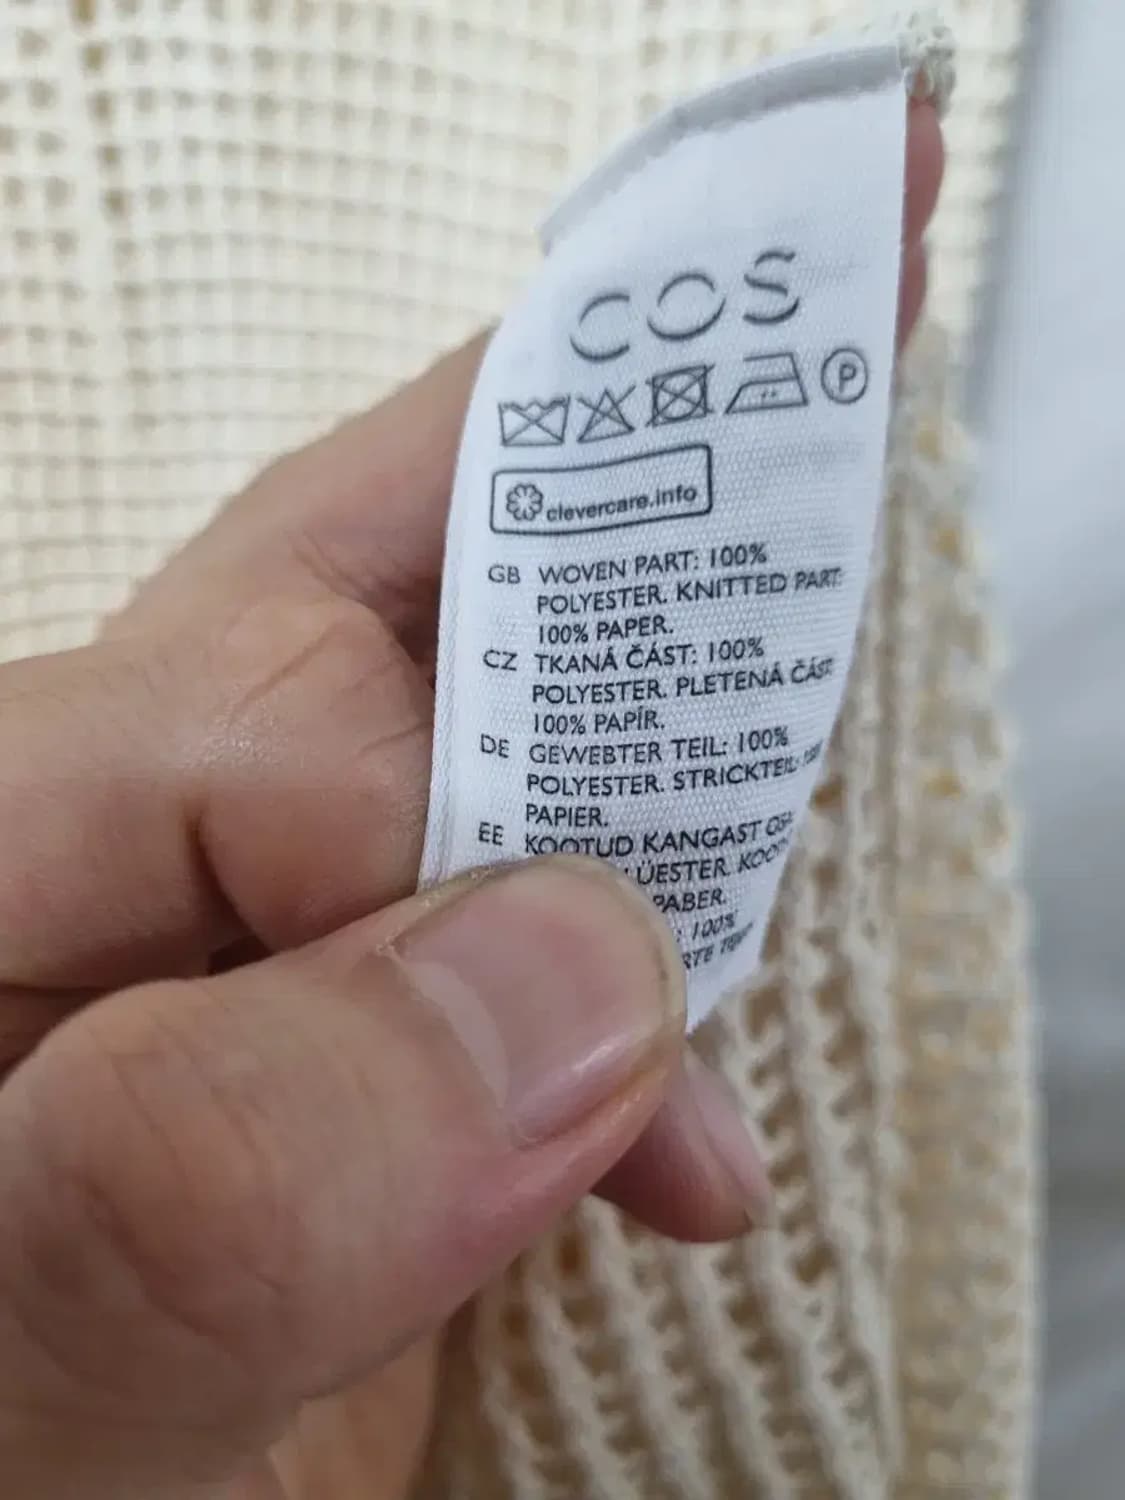 COS
P
clevercare.info
GB WOVEN PART: 100%
POLYESTER. KNITTED PART:
100% PAPER.
CZ TKANÁ ČÁST: 100%
POLYESTER. PLETENÁ ČÁST:
100% PAPÍR.
DE GEWEBTER TEIL: 100%
POLYESTER. STRICKTEIL:
PAPIER.
EE KOOTUD KANGAST
PABER.
100%